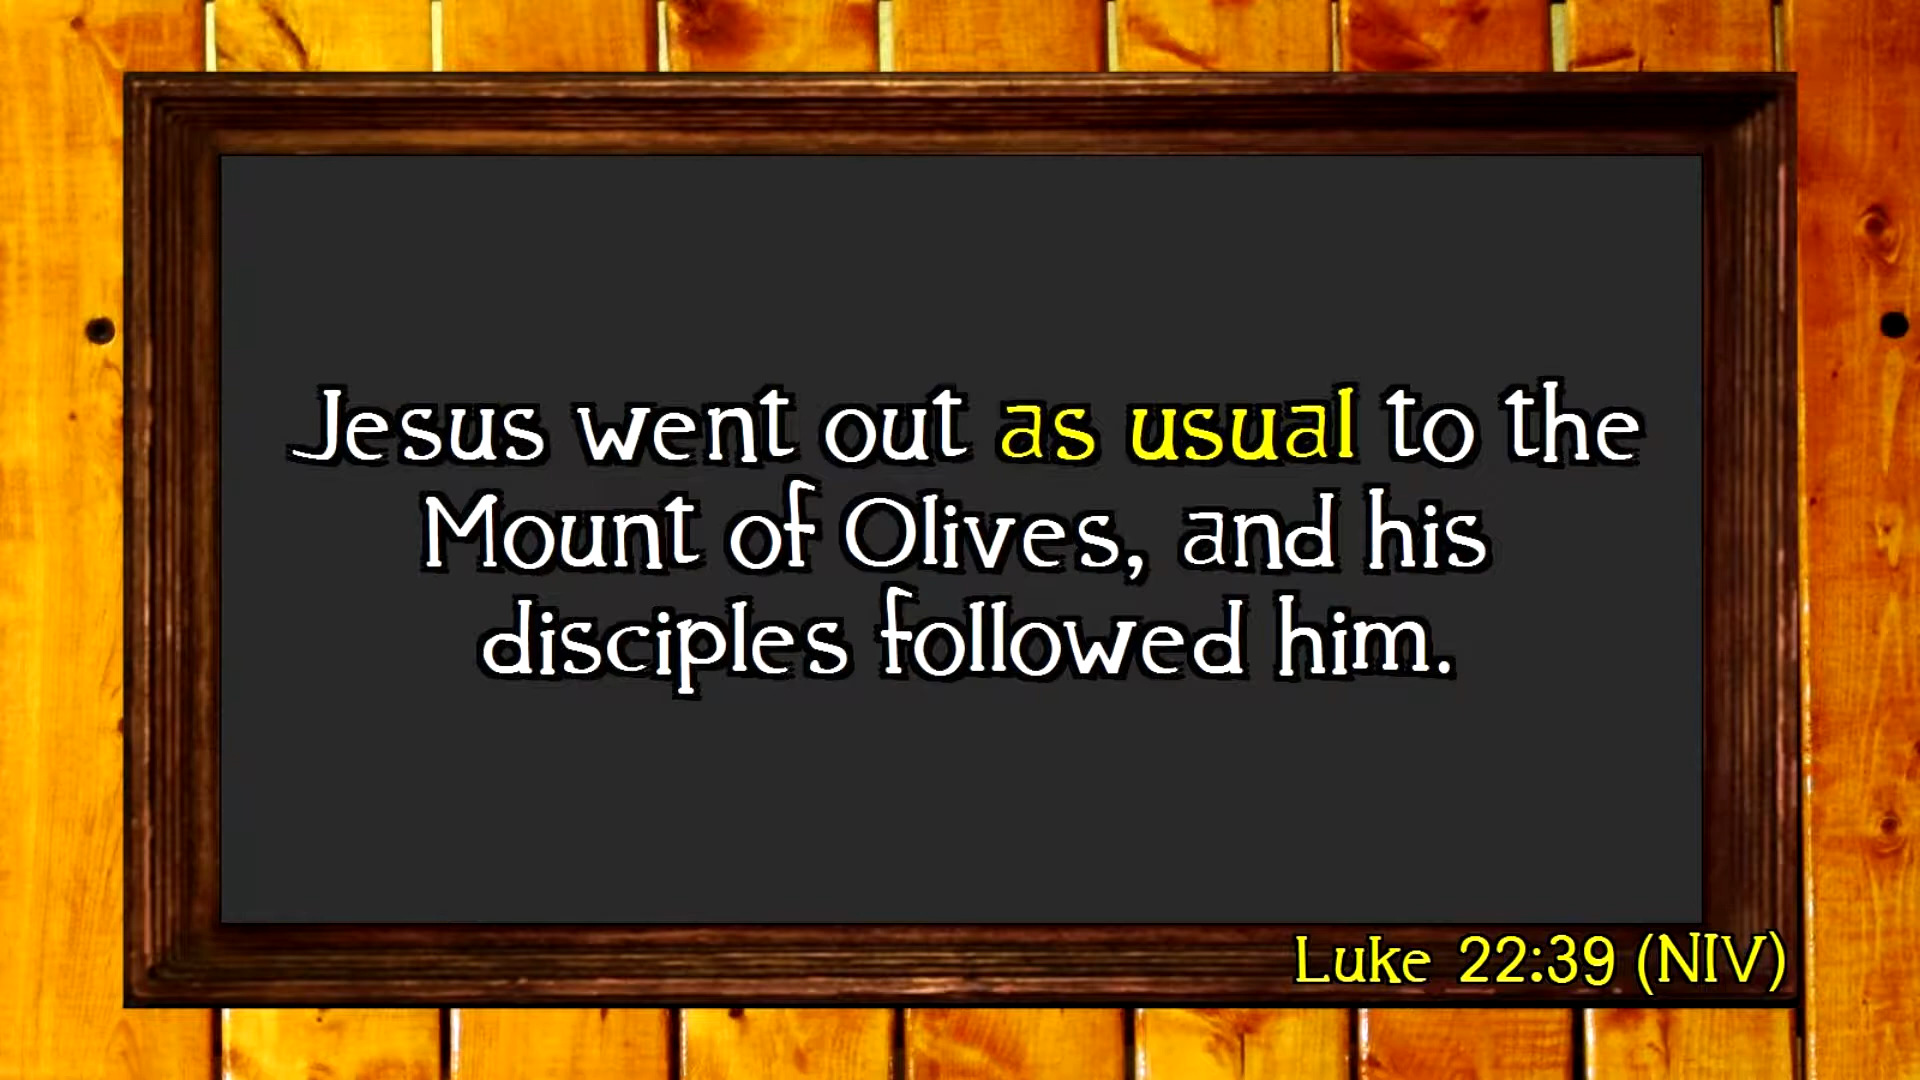 Jesus went out as usual to the
Mount of Olives, and his
disciples followed him.
Luke 22:39 (NIV)